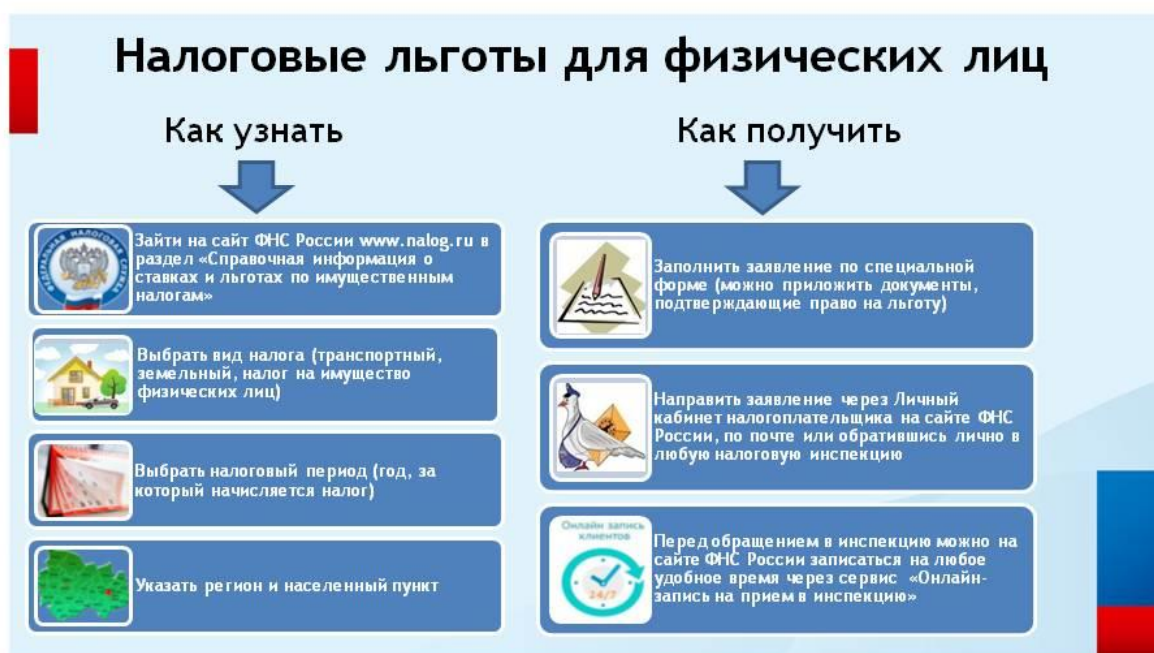 Налоговые льготы для физических лиц
Как узнать
Зайти на сайт ФНС России www.nalog.ru в
раздел «Справочная информация о
ставках и льготах по имущественным
налогам»
Выбрать вид налога (транспортный,
земельный, налог на имущество
физических лиц)
Выбрать налоговый период (год, за
который начисляется налог)
Указать регион и населенный пункт
Как получить
Заполнить заявление по специальной
форме (можно приложить документы,
подтверждающие право на льготу)
Направить заявление через Личный
кабинет налогоплательщика на сайте ФНС
России, по почте или обратившись лично в
любую налоговую инспекцию
Онлайн запись
клиентов
24/7
Перед обращением в инспекцию можно на
сайте ФНС России записаться на любое
удобное время через сервис «Онлайн-
запись на прием в инспекцию»